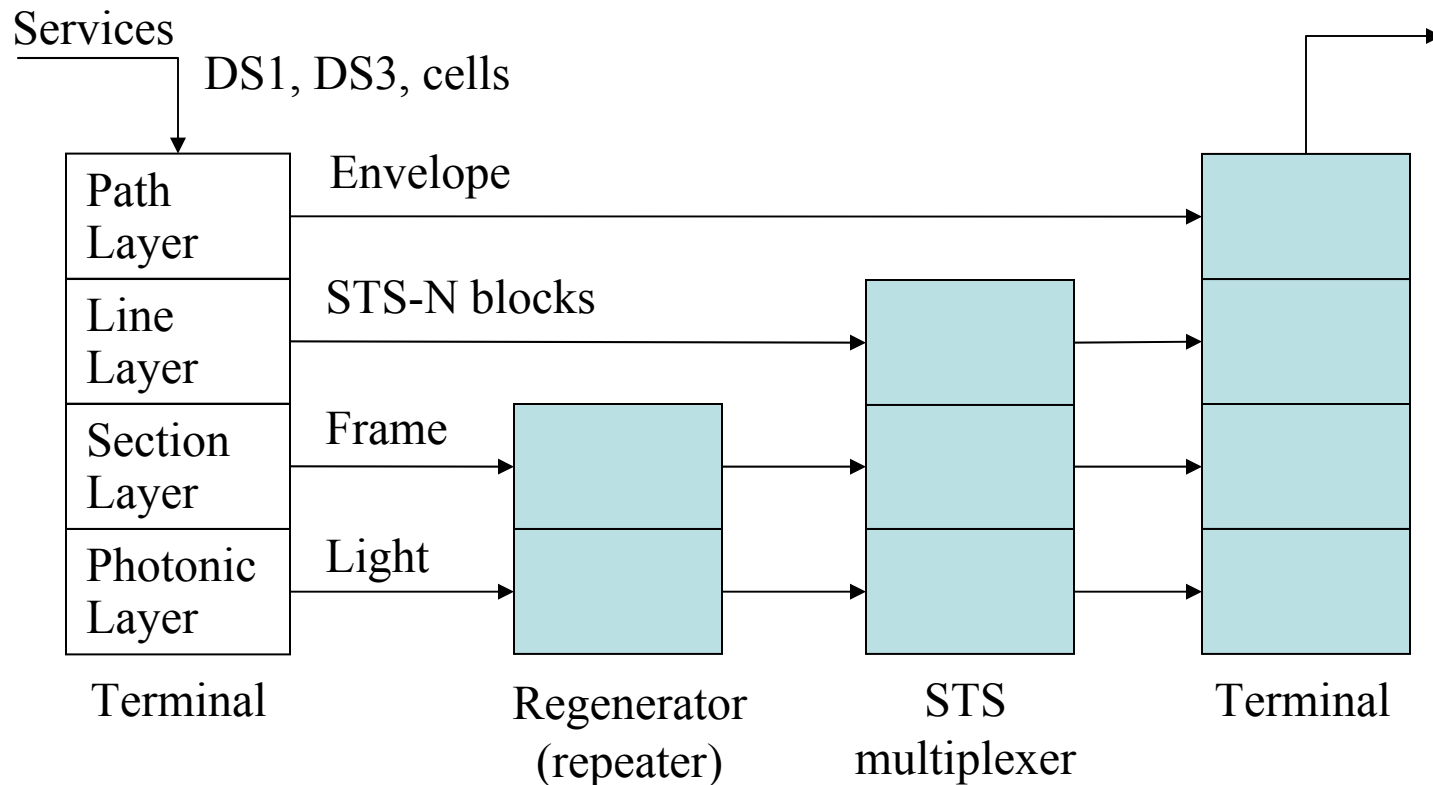 Services
DS1, DS3, cells
Path
Layer
Envelope
Line
Layer
STS-N blocks
Section
Layer
Frame
Photonic
Layer
Light
Terminal
Regenerator
(repeater)
STS
multiplexer
Terminal